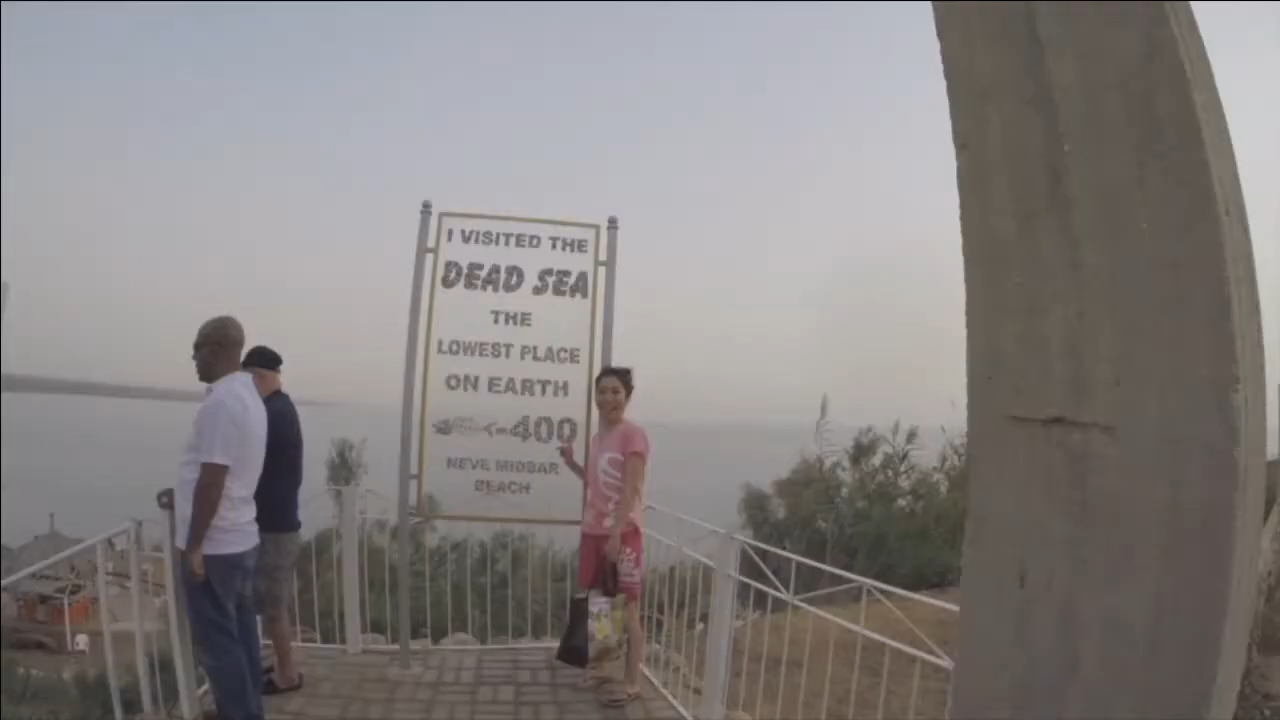 I VISITED THE
DEAD SEA
THE
LOWEST PLACE
ON EARTH
-400
NEVE MIDBAR
BEACH